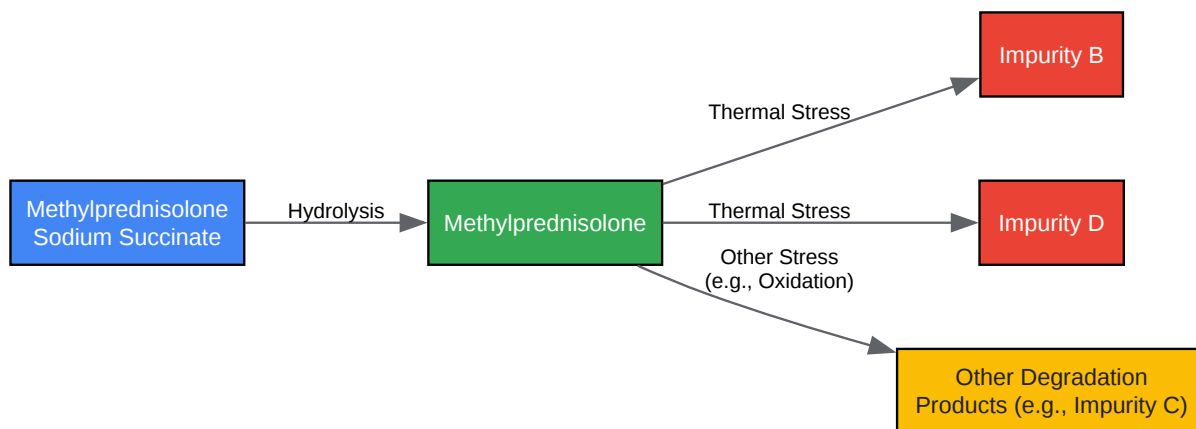 Impurity B
Thermal Stress
Methylprednisolone
Sodium Succinate
Hydrolysis
Methylprednisolone
Thermal Stress
Impurity D
Other Stress
(e.g., Oxidation)
Other Degradation
Products (e.g., Impurity C)